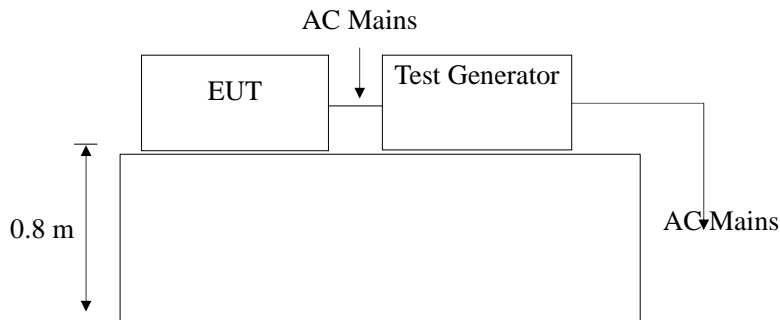 AC Mains
EUT
Test Generator
0.8 m
AC Mains